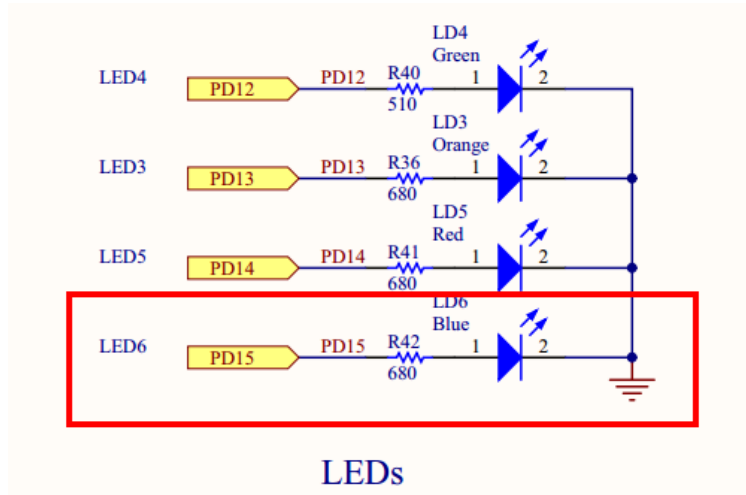 LD4
Green
LED4 PD12 PD12 R40 1 2
510
LD3
Orange
LED3 PD13 PD13 R36 1 2
680
LD5
Red
LED5 PD14 PD14 R41 1 2
680
LD6
Blue
LED6 PD15 PD15 R42 1 2
680
LEDs